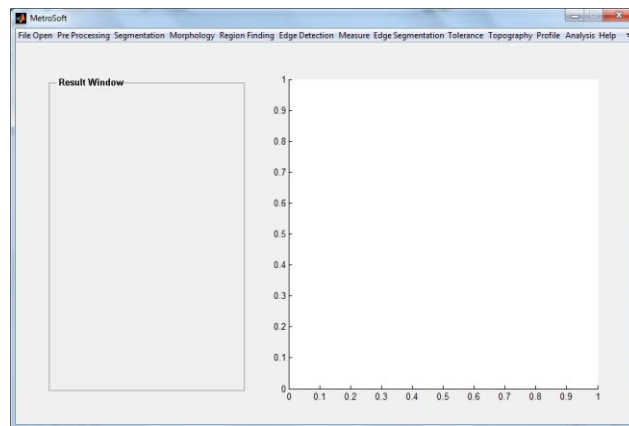 MetroSoft
File Open Pre Processing Segmentation Morphology Region Finding Edge Detection Measure Edge Segmentation Tolerance Topography Profile Analysis Help
Result Window
1
0.9
0.8
0.7
0.6
0.5
0.4
0.3
0.2
0.1
0
0 0.1 0.2 0.3 0.4 0.5 0.6 0.7 0.8 0.9 1